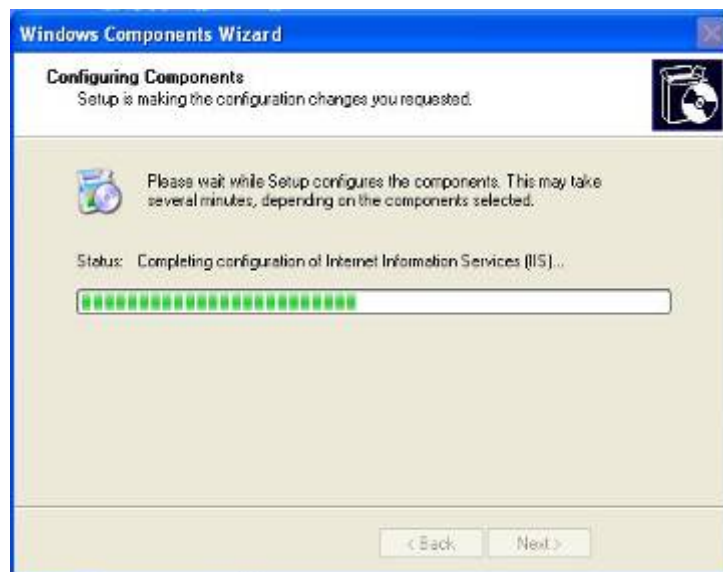 Windows Components Wizard
Configuring Components
Setup is making the configuration changes you requested.
Please wait while Setup configures the components. This may take
several minutes, depending on the components selected.
Status: Completing configuration of Internet Information Services (IIS)...
< Back Next >